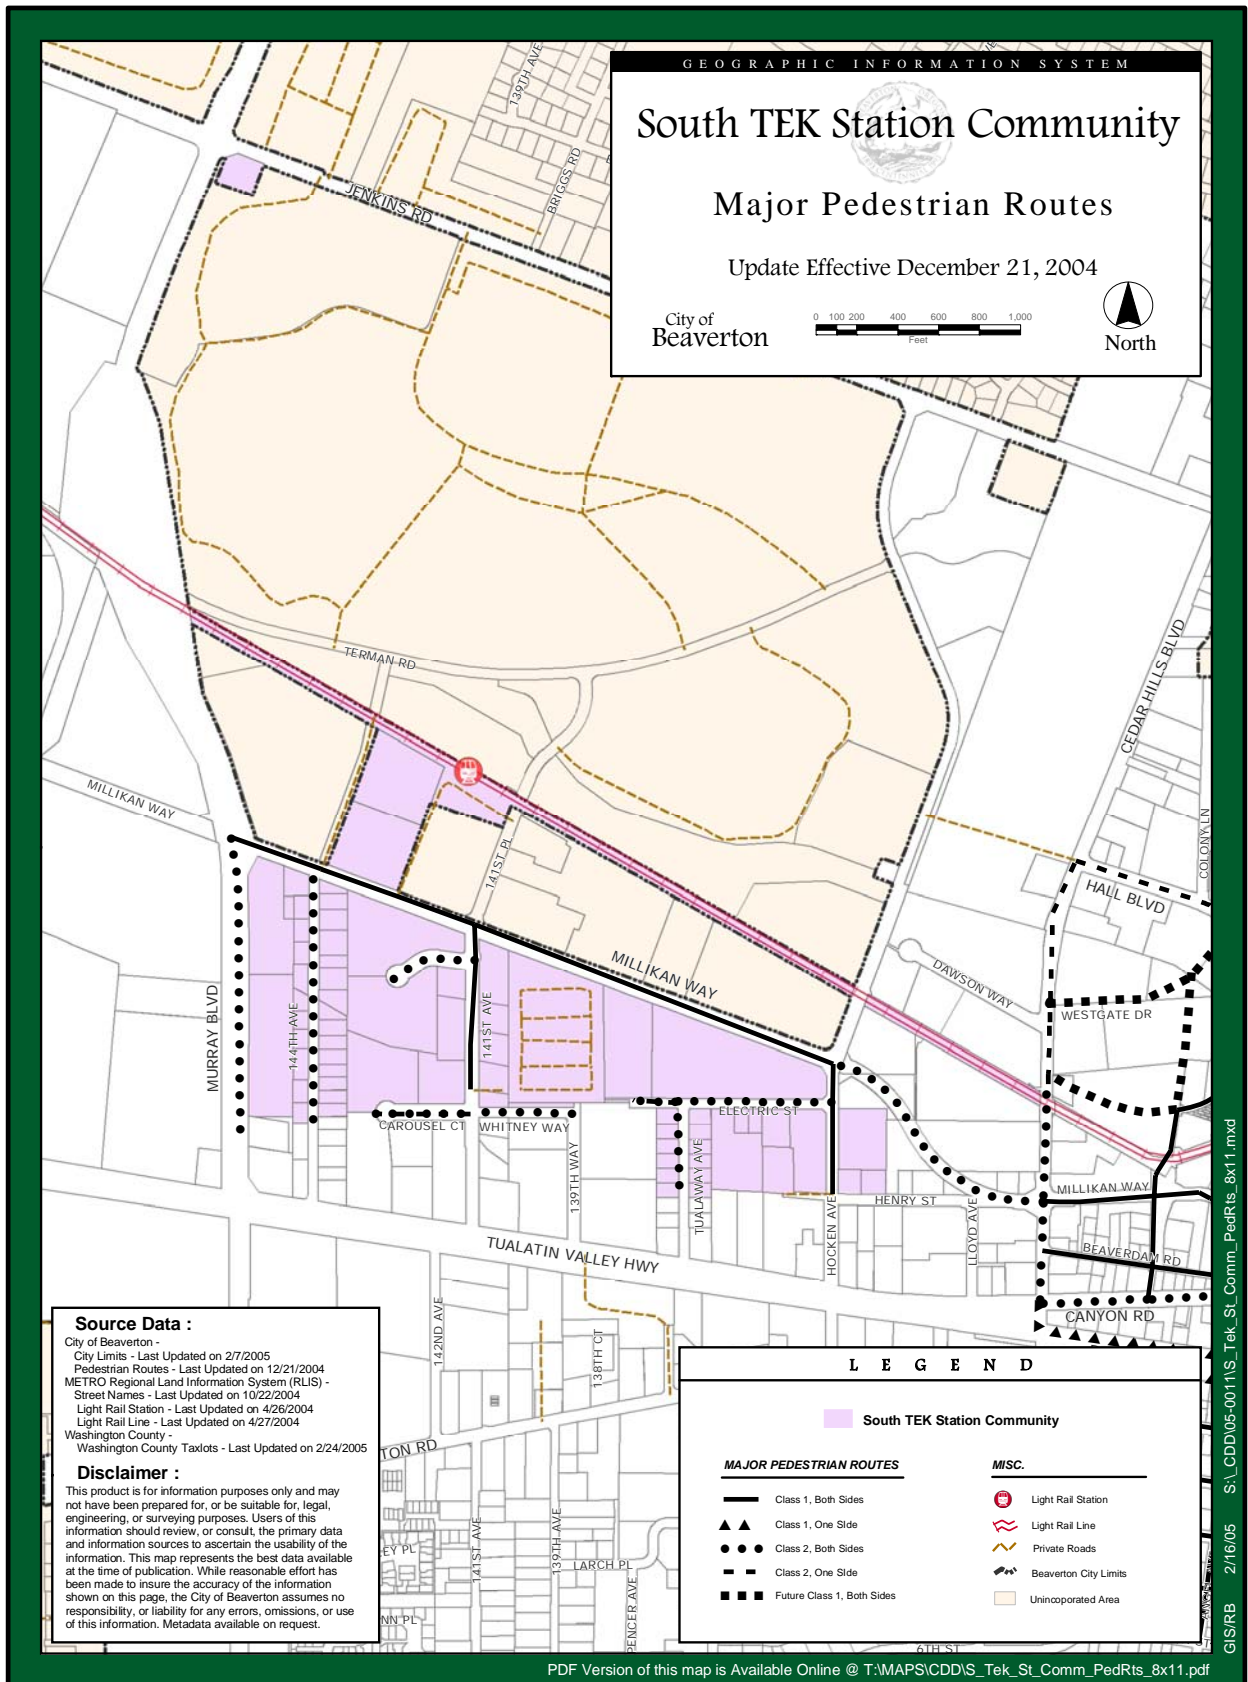 GEOGRAPHIC INFORMATION SYSTEM
South TEK Station Community
Major Pedestrian Routes
Update Effective December 21, 2004
City of
Beaverton
0 100 200 400 600 800 1,000
Feet
North
139TH AVE
BRIGGS RD
JENKINS RD
TERMAN RD
CEDAR HILLS BLVD
MILLIKAN WAY
COLONY LN
141ST PL
HALL BLVD
MILLIKAN WAY
DAWSON WAY
WESTGATE DR
MURRAY BLVD
144TH AVE
141ST AVE
ELECTRIC ST
CAROUSEL CT
WHITNEY WAY
139TH WAY
TUALAWAY AVE
HOCKEN AVE
HENRY ST
LLOYD AVE
MILLIKAN WAY
BEAVERDAM RD
TUALATIN VALLEY HWY
CANYON RD
142ND AVE
138TH CT
TON RD
141ST AVE
139TH AVE
LARCH PL
EY PL
NN PL
PENCER AVE
6TH ST
Source Data :
City of Beaverton -
City Limits - Last Updated on 2/7/2005
Pedestrian Routes - Last Updated on 12/21/2004
METRO Regional Land Information System (RLIS) -
Street Names - Last Updated on 10/22/2004
Light Rail Station - Last Updated on 4/26/2004
Light Rail Line - Last Updated on 4/27/2004
Washington County -
Washington County Taxlots - Last Updated on 2/24/2005
Disclaimer :
This product is for information purposes only and may
not have been prepared for, or be suitable for, legal,
engineering, or surveying purposes. Users of this
information should review, or consult, the primary data
and information sources to ascertain the usability of the
information. This map represents the best data available
at the time of publication. While reasonable effort has
been made to insure the accuracy of the information
shown on this page, the City of Beaverton assumes no
responsibility, or liability for any errors, omissions, or use
of this information. Metadata available on request.
LEGEND
South TEK Station Community
MAJOR PEDESTRIAN ROUTES
Class 1, Both Sides
Class 1, One SIde
Class 2, Both Sides
Class 2, One SIde
Future Class 1, Both Sides
MISC.
Light Rail Station
Light Rail Line
Private Roads
Beaverton City Limits
Unincoporated Area
GIS/RB 2/16/05 S:\_CDD\05-0011\S_Tek_St_Comm_PedRts_8x11.mxd
PDF Version of this map is Available Online @ T:\MAPS\CDD\S_Tek_St_Comm_PedRts_8x11.pdf